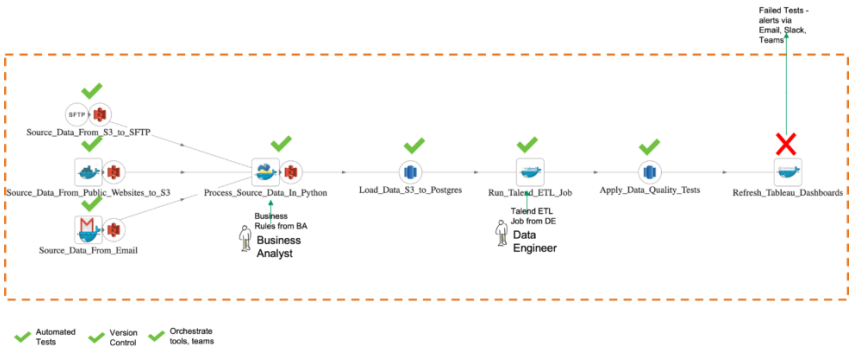 Failed Tests -
alerts via
Email, Slack,
Teams
SFTP
Source_Data_From_S3_to_SFTP
Source_Data_From_Public_Websites_to_S3
Process_Source_Data_In_Python
Load_Data_S3_to_Postgres
Run_Talend_ETL_Job
Apply_Data_Quality_Tests
Refresh_Tableau_Dashboards
Source_Data_From_Email
Business
Rules from BA
Business
Analyst
Talend ETL
Job from DE
Data
Engineer
Automated
Tests
Version
Control
Orchestrate
tools, teams